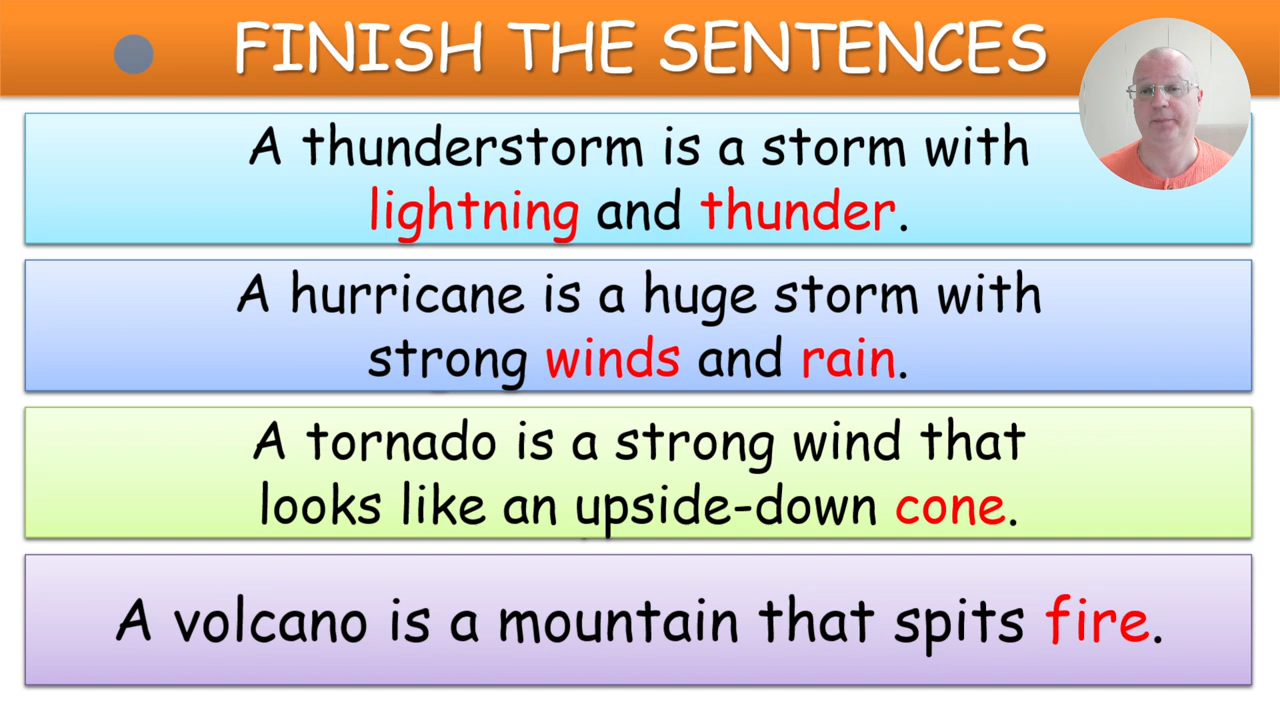 FINISH THE SENTENCES
A thunderstorm is a storm with
lightning and thunder.
A hurricane is a huge storm with
strong winds and rain.
A tornado is a strong wind that
looks like an upside-down cone.
A volcano is a mountain that spits fire.